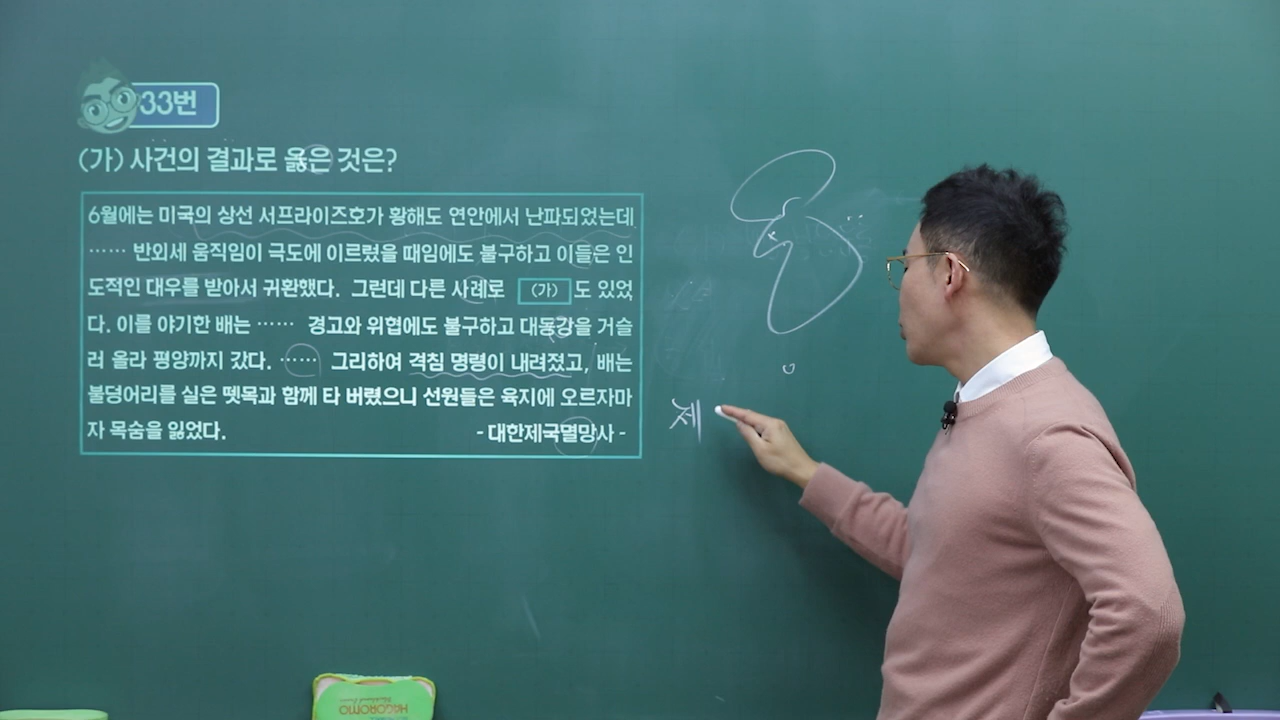 33번
(가) 사건의 결과로 옳은 것은?
6월에는 미국의 상선 서프라이즈호가 황해도 연안에서 난파되었는데
…… 반외세 움직임이 극도에 이르렀을 때임에도 불구하고 이들은 인
도적인 대우를 받아서 귀환했다. 그런데 다른 사례로 (가) 도 있었
다. 이를 야기한 배는 …… 경고와 위협에도 불구하고 대동강을 거슬
러 올라 평양까지 갔다. …… 그리하여 격침 명령이 내려졌고, 배는
불덩어리를 실은 뗏목과 함께 타 버렸으니 선원들은 육지에 오르자마
자 목숨을 잃었다. - 대한제국멸망사 -
제
HAGOROMO